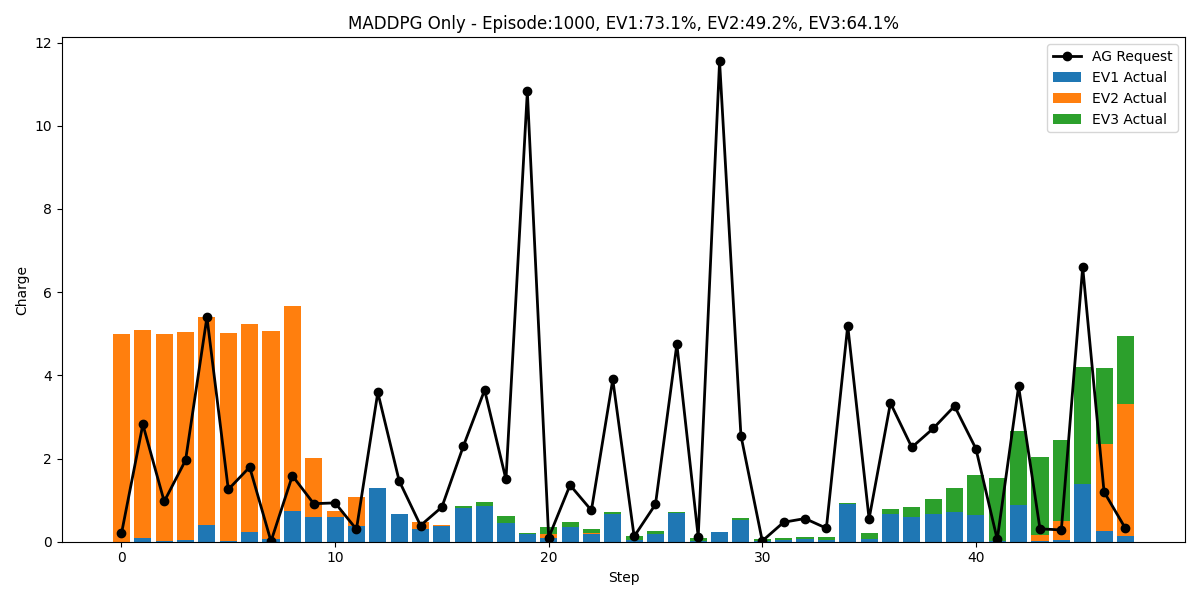 MADDPG Only - Episode:1000, EV1:73.1%, EV2:49.2%, EV3:64.1%
AG Request
EV1 Actual
EV2 Actual
EV3 Actual
Charge
12
10
8
6
4
2
0
0
10
20
30
40
Step